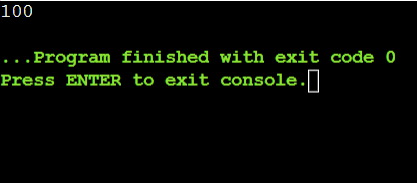 100
...Program finished with exit code 0
Press ENTER to exit console.